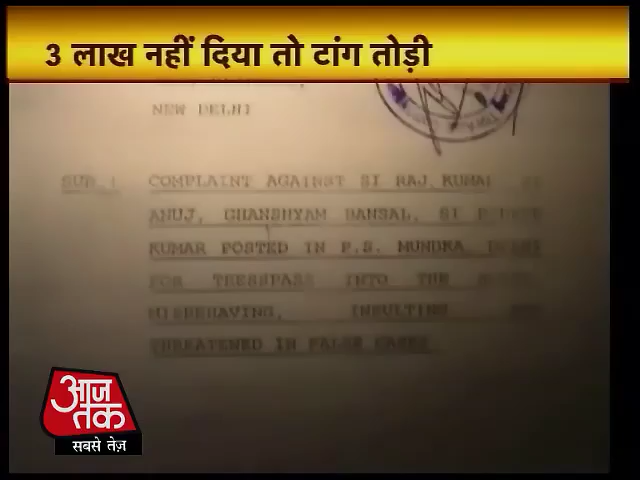 3 लाख नहीं दिया तो टांग तोड़ी
NEW DELHI
SUB : COMPLAINT AGAINST SI RAJ KUMAR
ANUJ, GHANSHYAM BANSAL, SI
KUMAR POSTED IN P.S. MUNDKA,
FOR TRESSPASS INTO THE
MISBEHAVING, INSULTING
THREATENED IN FALSE CASES
आज
तक
सबसे तेज़